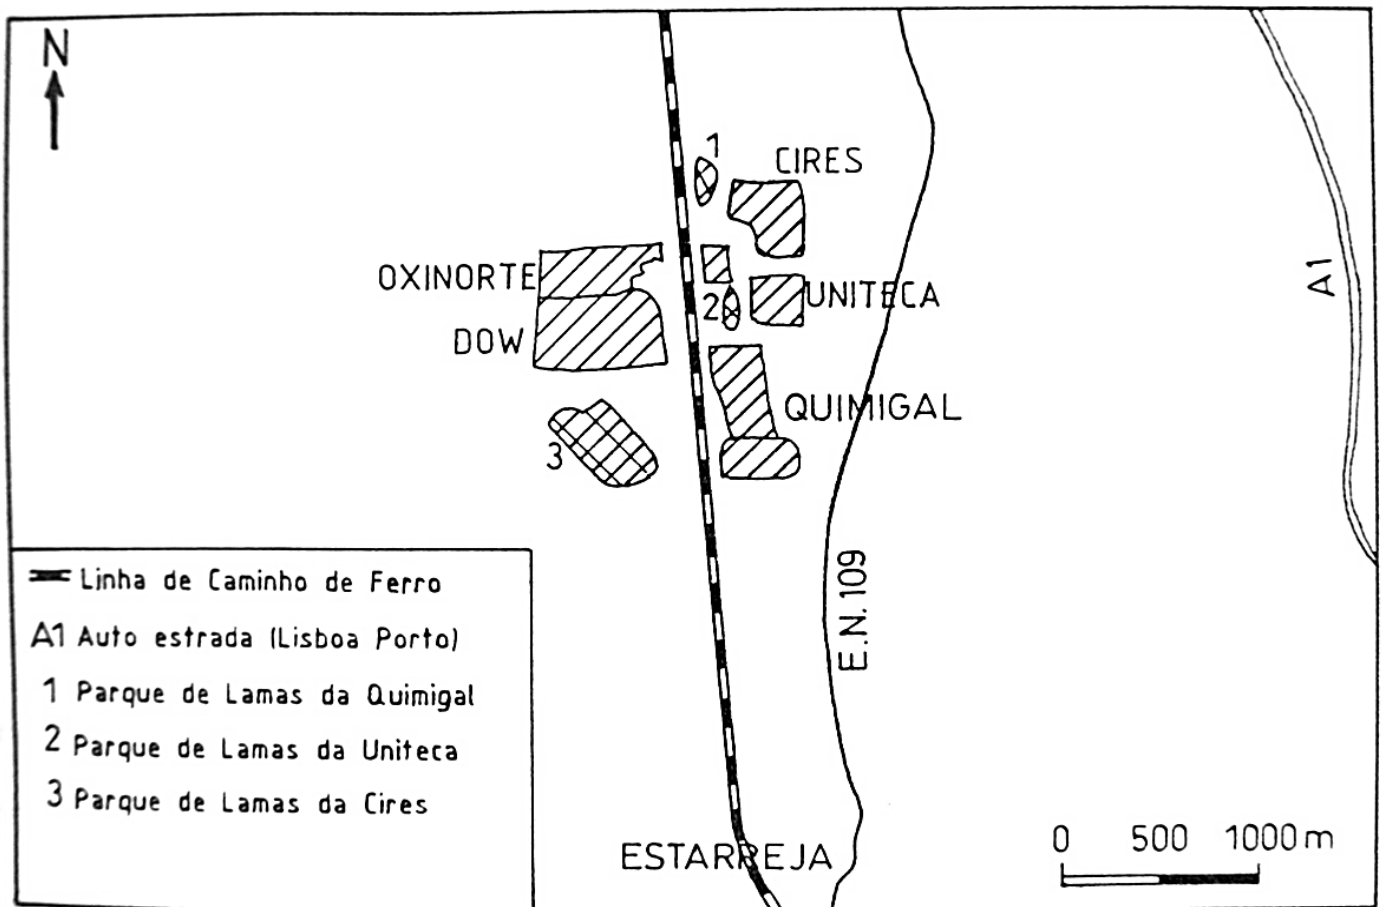 N
1
CIRES
OXINORTE
2
UNITECA
DOW
QUIMIGAL
3
A1
E.N.109
Linha de Caminho de Ferro
A1 Auto estrada (Lisboa Porto)
1 Parque de Lamas da Quimigal
2 Parque de Lamas da Uniteca
3 Parque de Lamas da Cires
ESTARREJA
0 500 1000 m